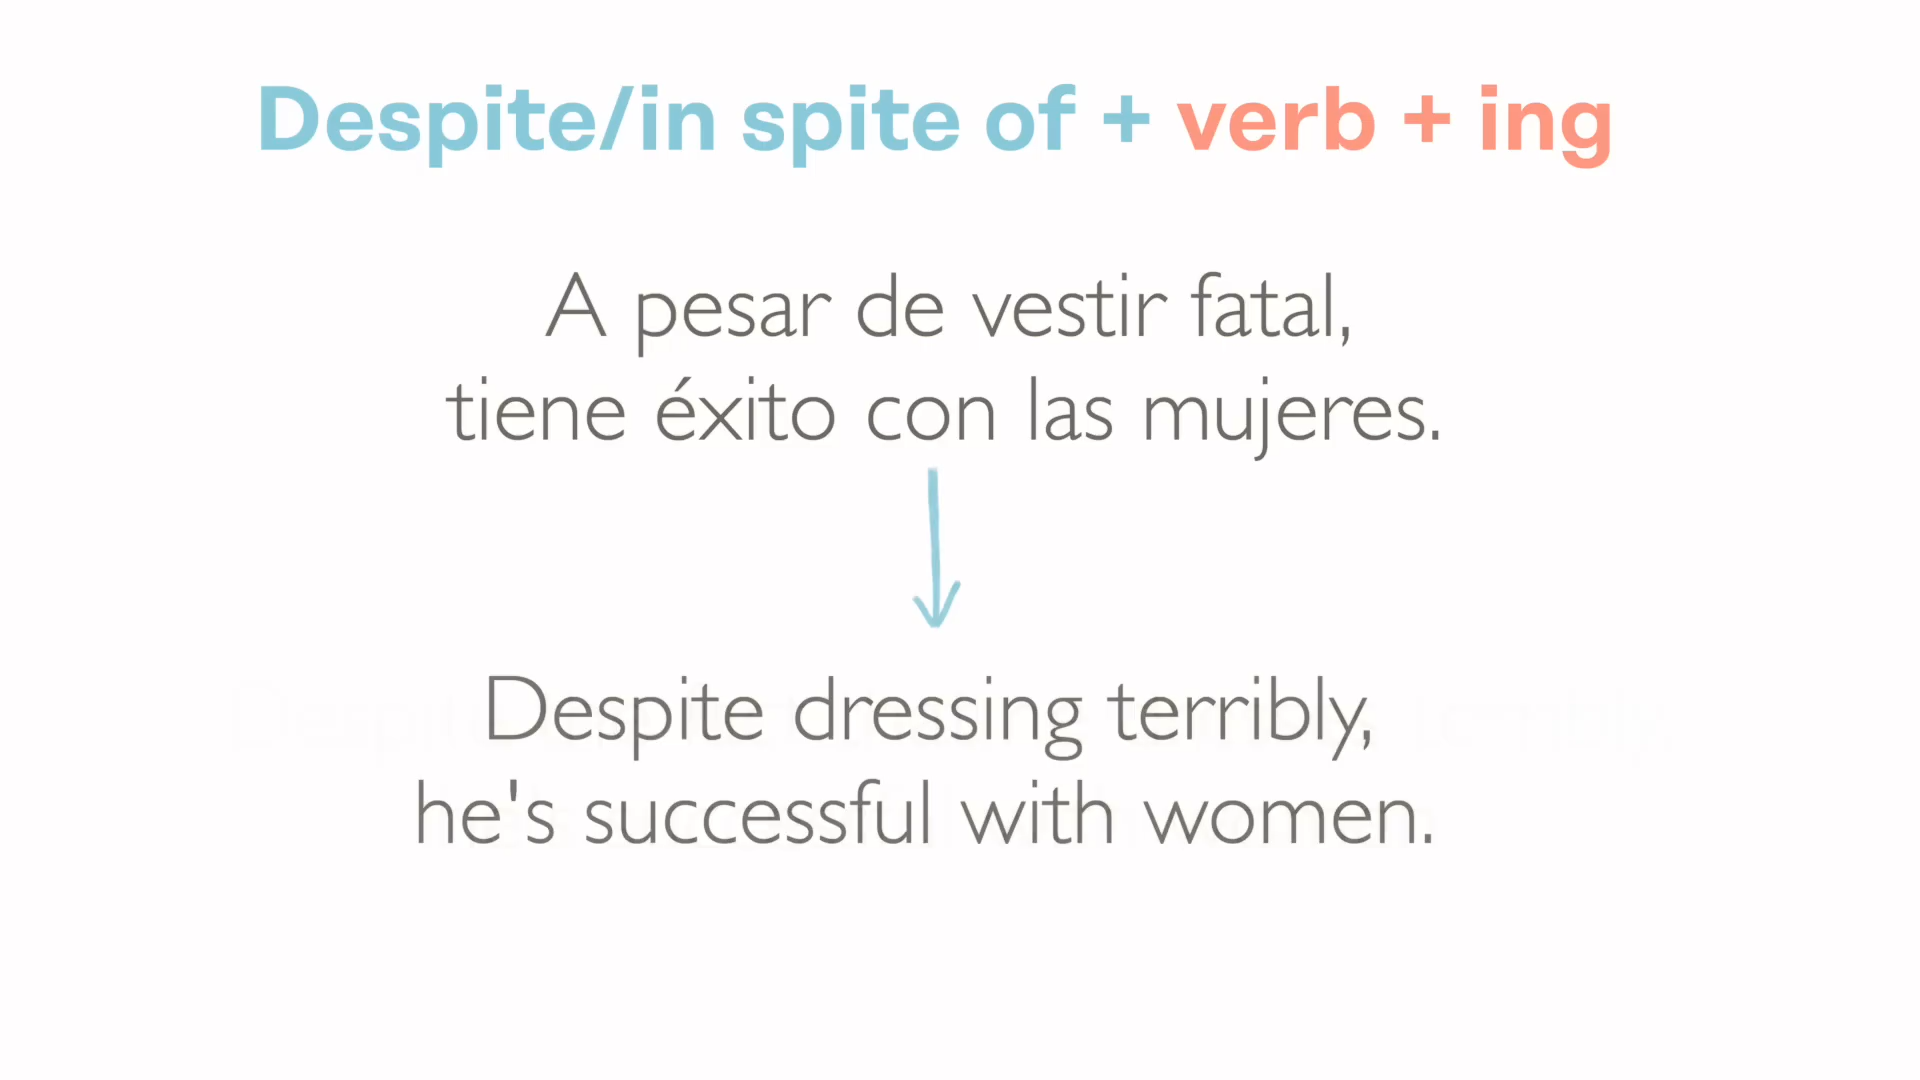 Despite/in spite of + verb + ing
A pesar de vestir fatal,
tiene éxito con las mujeres.
Despite dressing terribly,
he's successful with women.